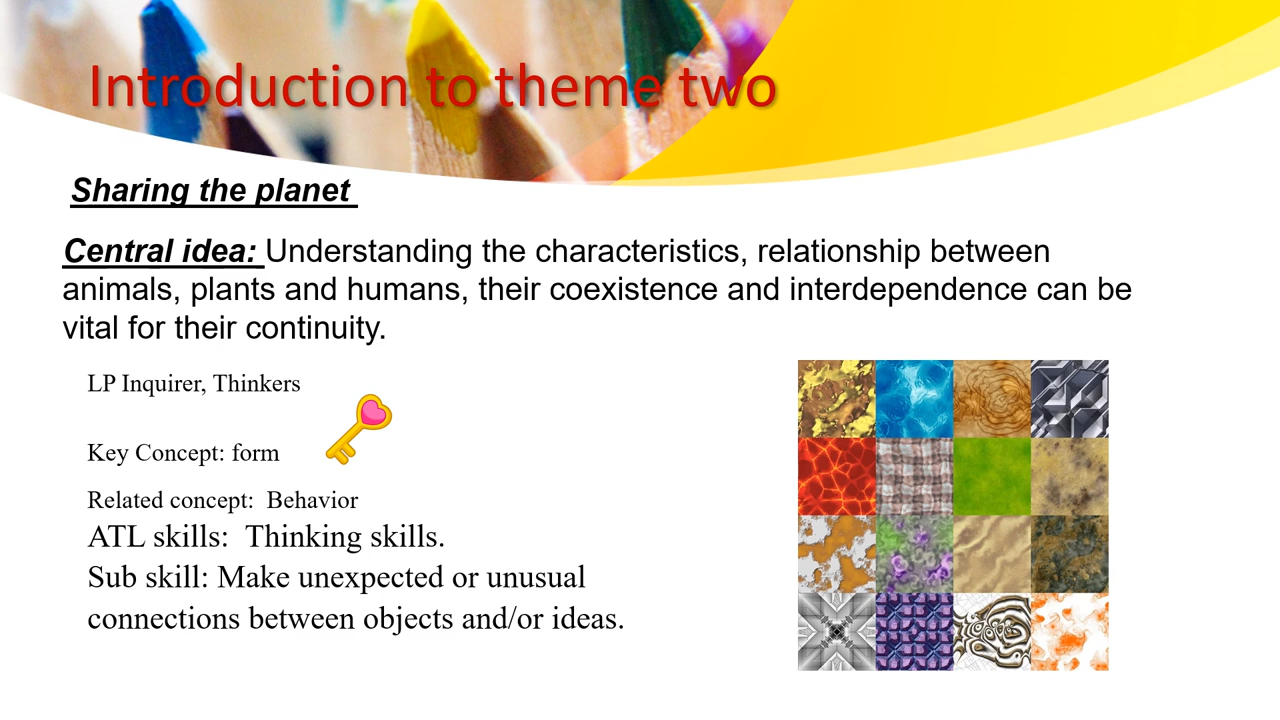 Introduction to theme two
Sharing the planet
Central idea: Understanding the characteristics, relationship between
animals, plants and humans, their coexistence and interdependence can be
vital for their continuity.
LP Inquirer, Thinkers
Key Concept: form
Related concept:  Behavior
ATL skills:  Thinking skills.
Sub skill: Make unexpected or unusual
connections between objects and/or ideas.